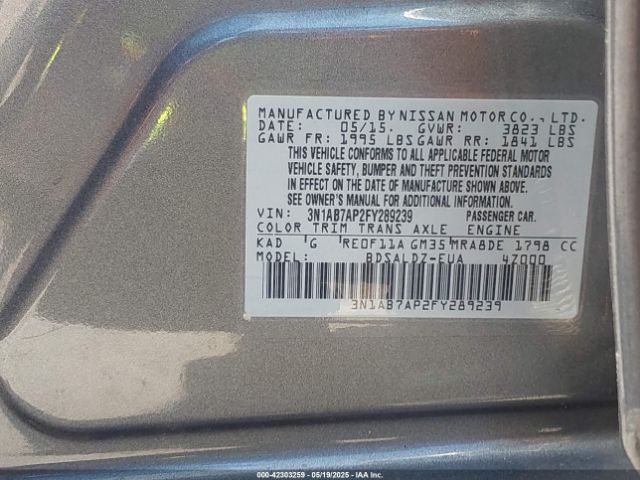 MANUFACTURED BY NISSAN MOTOR CO., LTD.
DATE: 05/15. GVWR: 3823 LBS
GAWR FR: 1995 LBS GAWR RR: 1841 LBS
THIS VEHICLE CONFORMS TO ALL APPLICABLE FEDERAL MOTOR
VEHICLE SAFETY, BUMPER AND THEFT PREVENTION STANDARDS
IN EFFECT ON THE DATE OF MANUFACTURE SHOWN ABOVE.
SEE OWNER'S MANUAL FOR ADDITIONAL INFORMATION.
VIN: 3N1AB7AP2FY289239 PASSENGER CAR.
COLOR TRIM TRANS AXLE ENGINE
KAD G RE0F11A GM35 MRA8DE 1798 CC
MODEL: BDSALDZ-EUA 47000
3N1AB7AP2FY289239
000-42303259 - 05/19/2025 - IAA Inc.